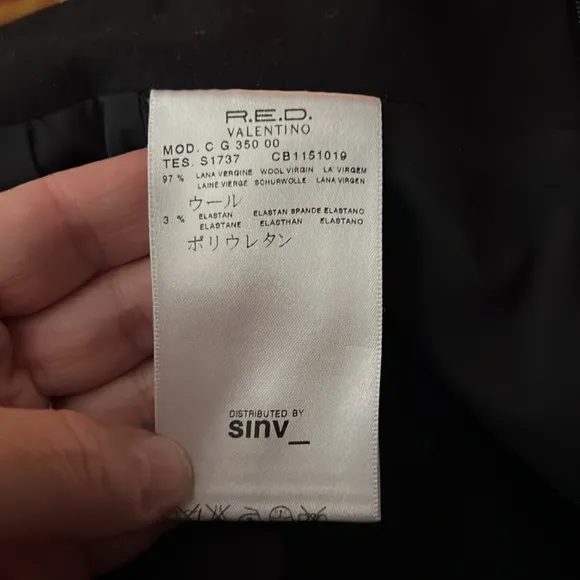 R.E.D.
VALENTINO
MOD. C G 350 00
TES. S1737 CB1151019
97 % LANA VERGINE WOOL VIRGIN LA' VIRGEM
LAINE VIERGE SCHURWOLLE LANA VIRGEN
ウール
3 % ELASTAN ELASTAN SPANDE ELASTANO
ELASTANE ELASTHAN ELASTANO
ポリウレタン
DISTRIBUTED BY
sinv_